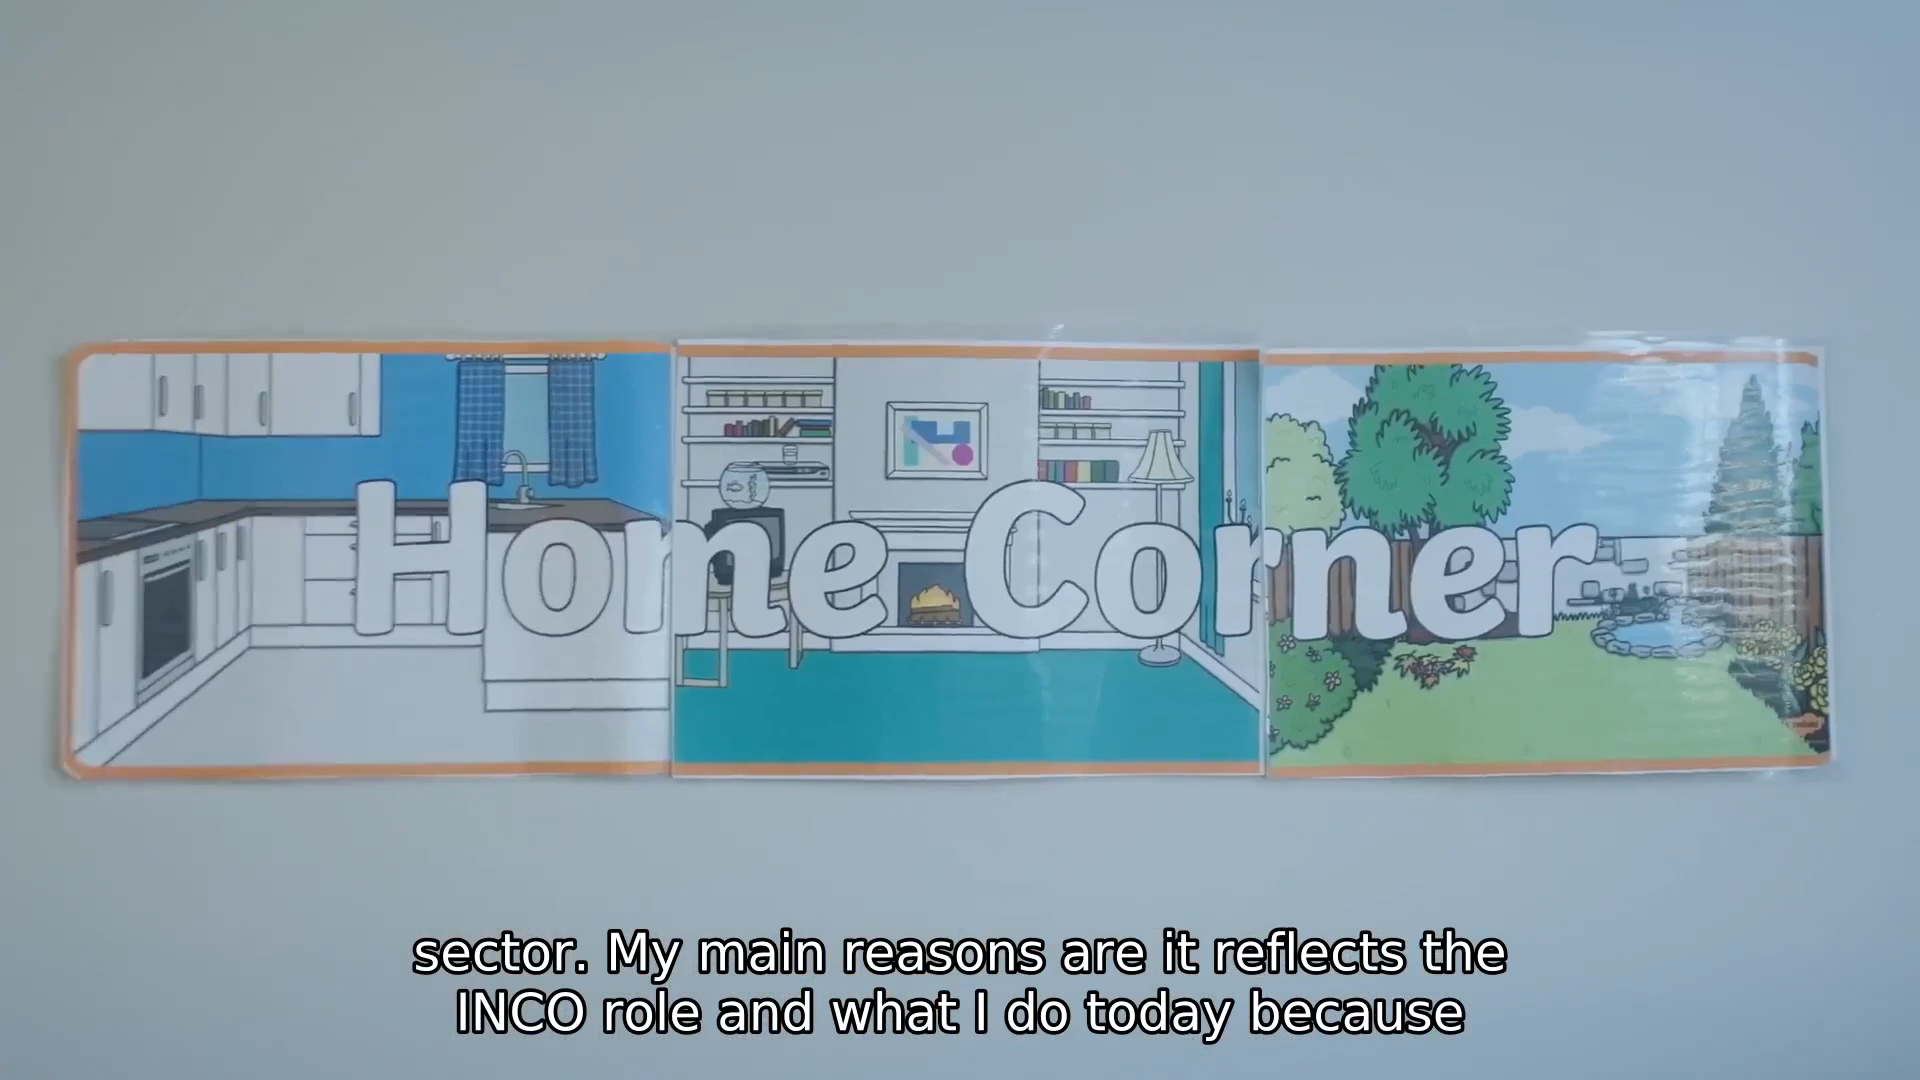 Home Corner
sector. My main reasons are it reflects the
INCO role and what I do today because